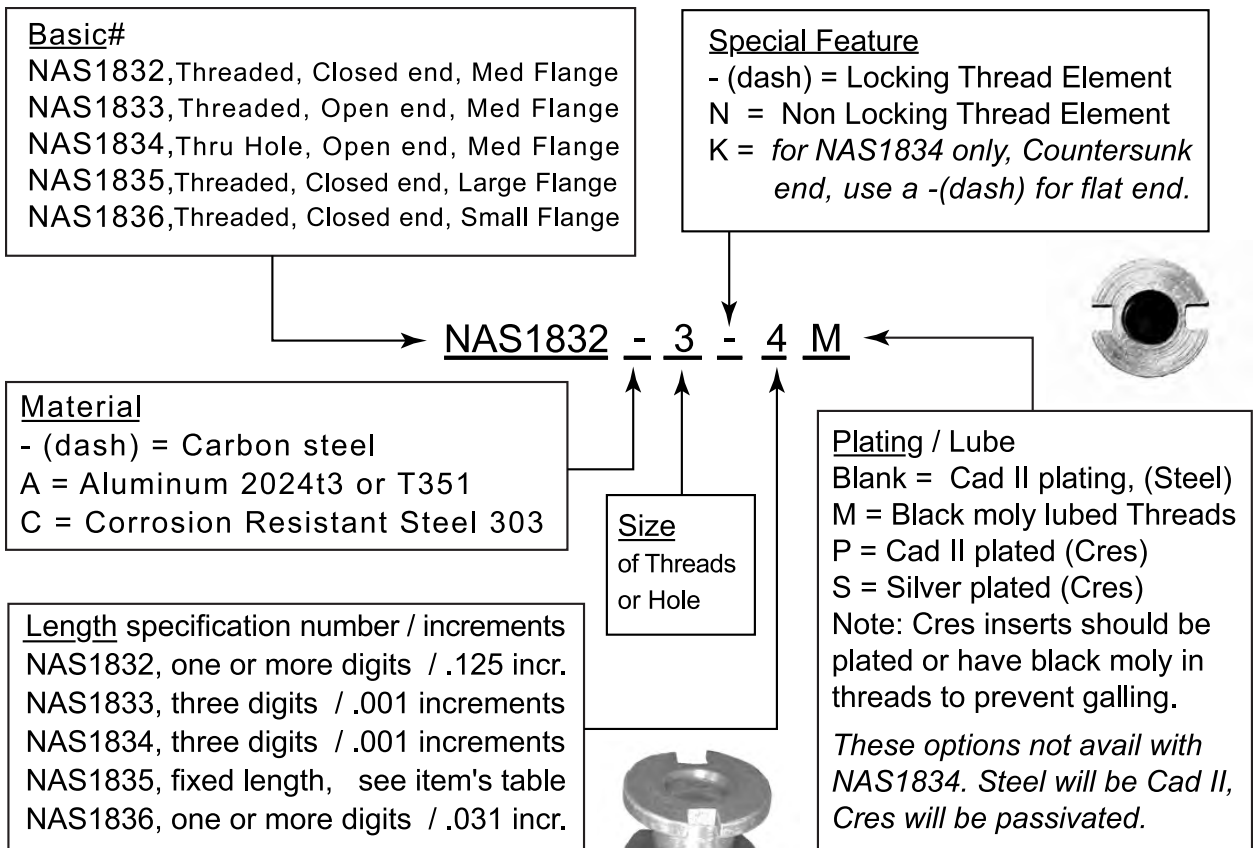 Basic#
NAS1832,Threaded, Closed end, Med Flange
NAS1833,Threaded, Open end, Med Flange
NAS1834,Thru Hole, Open end, Med Flange
NAS1835,Threaded, Closed end, Large Flange
NAS1836,Threaded, Closed end, Small Flange
Special Feature
- (dash) = Locking Thread Element
N = Non Locking Thread Element
K = for NAS1834 only, Countersunk
end, use a -(dash) for flat end.
NAS1832 - 3 - 4 M
Material
- (dash) = Carbon steel
A = Aluminum 2024t3 or T351
C = Corrosion Resistant Steel 303
Size
of Threads
or Hole
Plating / Lube
Blank = Cad II plating, (Steel)
M = Black moly lubed Threads
P = Cad II plated (Cres)
S = Silver plated (Cres)
Note: Cres inserts should be
plated or have black moly in
threads to prevent galling.
These options not avail with
NAS1834. Steel will be Cad II,
Cres will be passivated.
Length specification number / increments
NAS1832, one or more digits / .125 incr.
NAS1833, three digits / .001 increments
NAS1834, three digits / .001 increments
NAS1835, fixed length, see item's table
NAS1836, one or more digits / .031 incr.